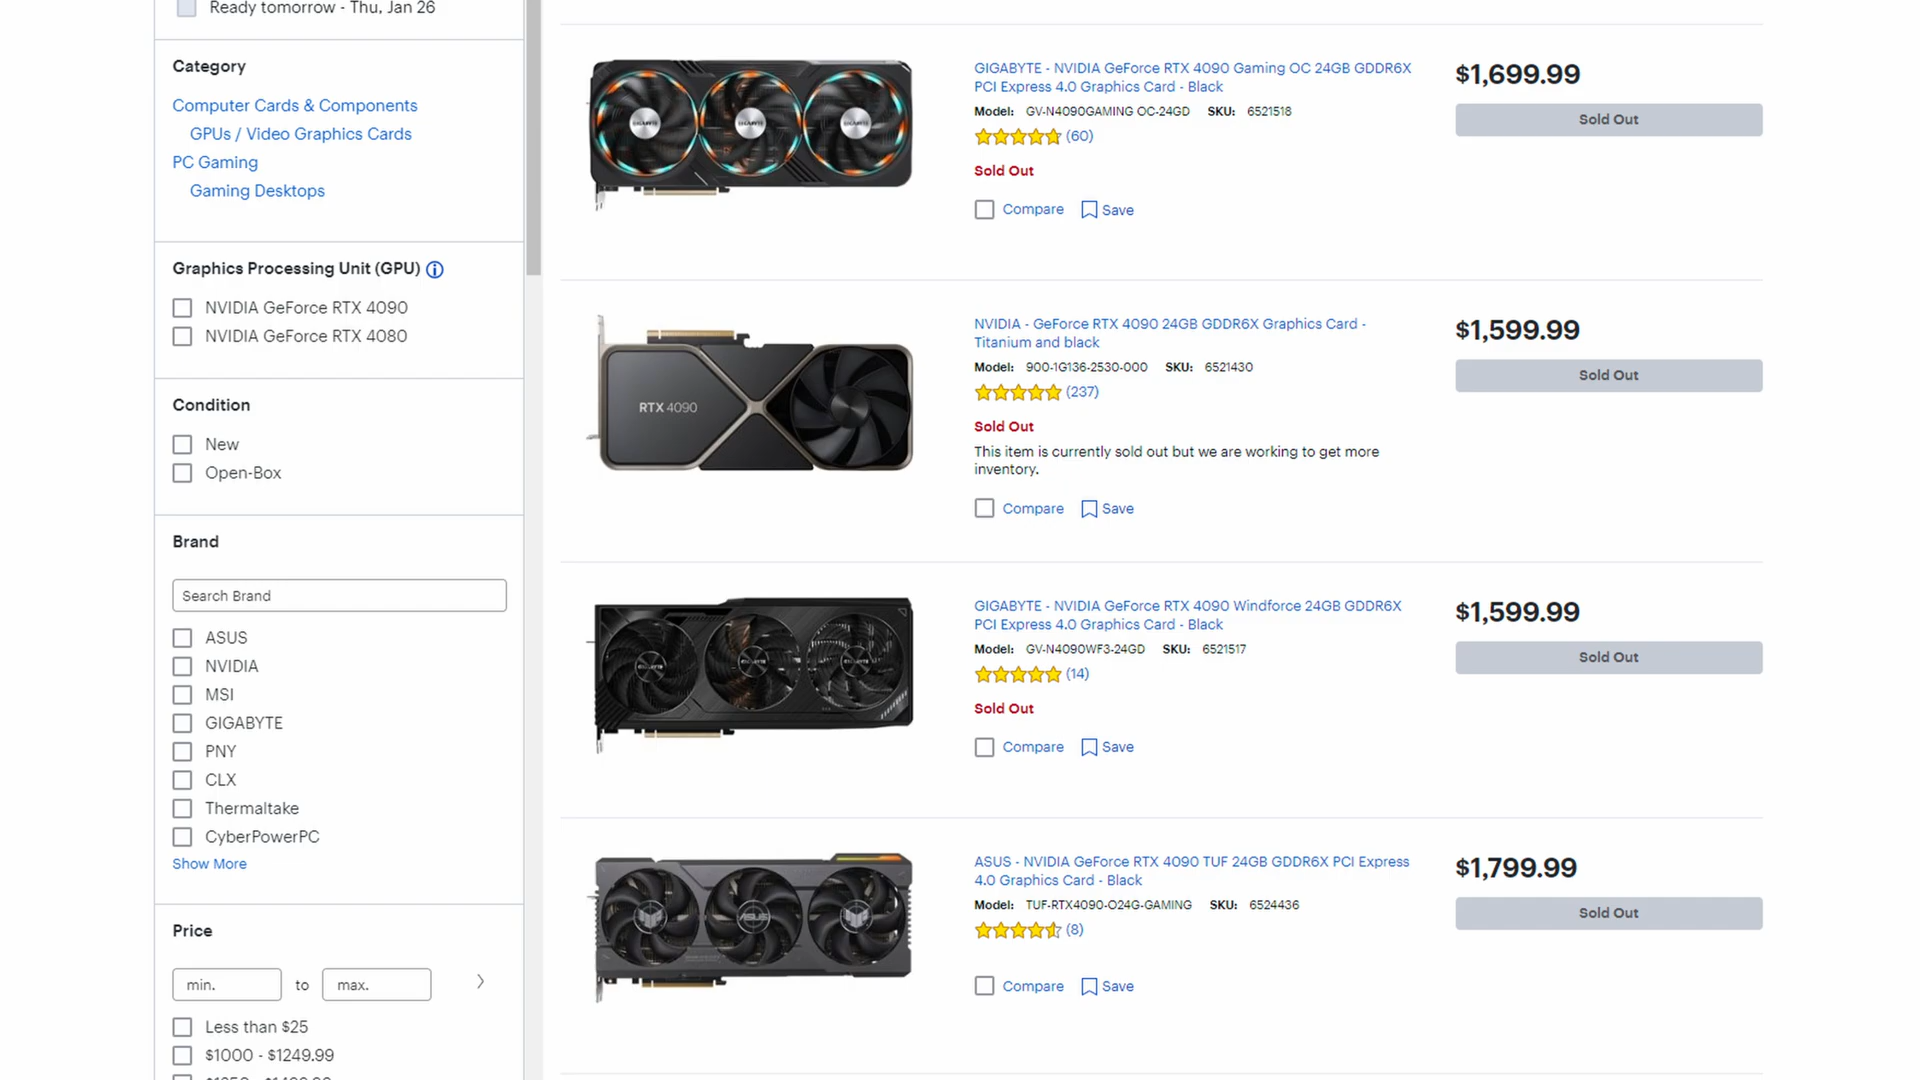 Ready tomorrow - Thu, Jan 26
Category
Computer Cards & Components
GPUs / Video Graphics Cards
PC Gaming
Gaming Desktops
Graphics Processing Unit (GPU)
NVIDIA GeForce RTX 4090
NVIDIA GeForce RTX 4080
Condition
New
Open-Box
Brand
Search Brand
ASUS
NVIDIA
MSI
GIGABYTE
PNY
CLX
Thermaltake
CyberPowerPC
Show More
Price
min. to max.
Less than $25
$1000 - $1249.99
GIGABYTE
GIGABYTE
GIGABYTE
GIGABYTE - NVIDIA GeForce RTX 4090 Gaming OC 24GB GDDR6X
PCI Express 4.0 Graphics Card - Black
Model: GV-N4090GAMING OC-24GD SKU: 6521518
(60)
Sold Out
Compare Save
$1,699.99
Sold Out
RTX 4090
NVIDIA - GeForce RTX 4090 24GB GDDR6X Graphics Card -
Titanium and black
Model: 900-1G136-2530-000 SKU: 6521430
(237)
Sold Out
This item is currently sold out but we are working to get more
inventory.
Compare Save
$1,599.99
Sold Out
GIGABYTE
GIGABYTE
GIGABYTE
GIGABYTE - NVIDIA GeForce RTX 4090 Windforce 24GB GDDR6X
PCI Express 4.0 Graphics Card - Black
Model: GV-N4090WF3-24GD SKU: 6521517
(14)
Sold Out
Compare Save
$1,599.99
Sold Out
ASUS
ASUS - NVIDIA GeForce RTX 4090 TUF 24GB GDDR6X PCI Express
4.0 Graphics Card - Black
Model: TUF-RTX4090-O24G-GAMING SKU: 6524436
(8)
Compare Save
$1,799.99
Sold Out